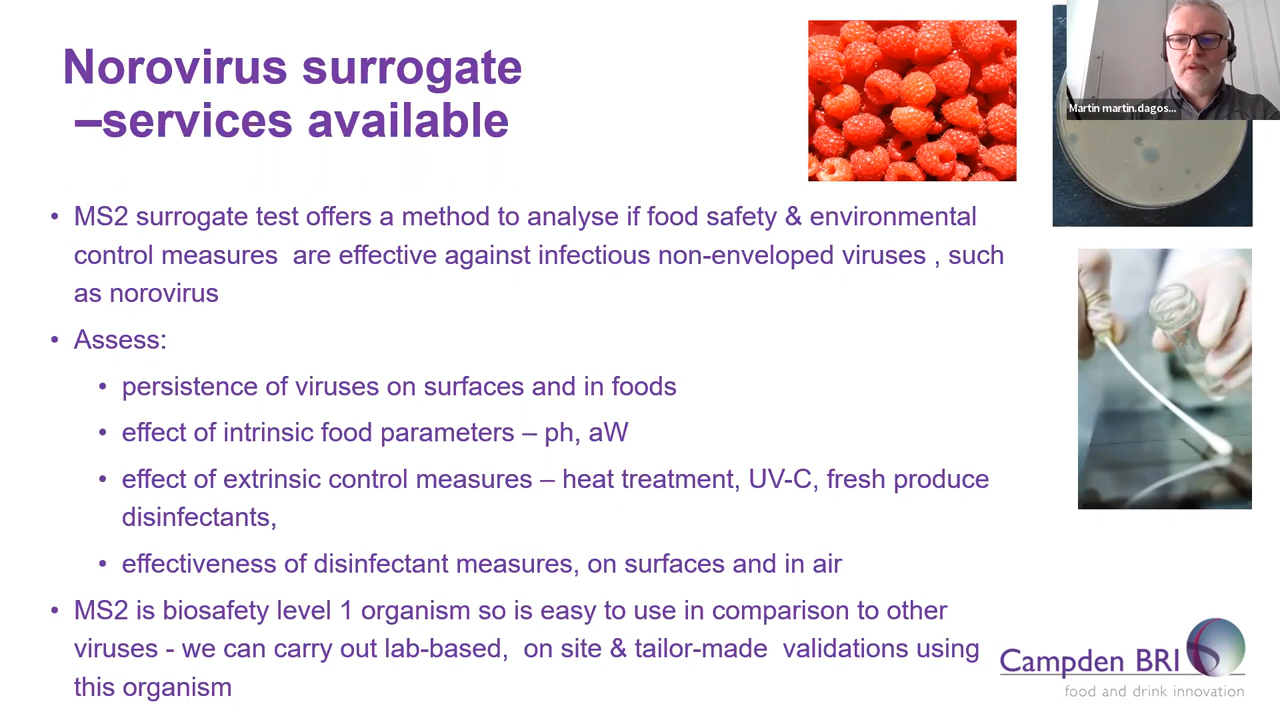 Norovirus surrogate
–services available
Martin martin.dagos...
• MS2 surrogate test offers a method to analyse if food safety & environmental
control measures  are effective against infectious non-enveloped viruses , such
as norovirus
• Assess:
• persistence of viruses on surfaces and in foods
• effect of intrinsic food parameters – ph, aW
• effect of extrinsic control measures – heat treatment, UV-C, fresh produce
disinfectants,
• effectiveness of disinfectant measures, on surfaces and in air
• MS2 is biosafety level 1 organism so is easy to use in comparison to other
viruses - we can carry out lab-based,  on site & tailor-made  validations using
this organism
Campden BRI
food and drink innovation